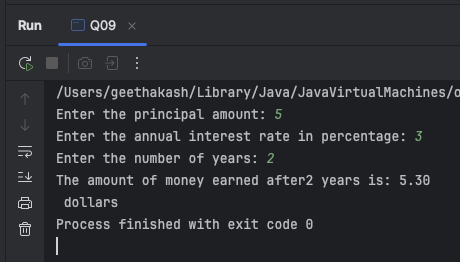 Run Q09
/Users/geethakash/Library/Java/JavaVirtualMachines/o
Enter the principal amount: 5
Enter the annual interest rate in percentage: 3
Enter the number of years: 2
The amount of money earned after2 years is: 5.30
 dollars
Process finished with exit code 0